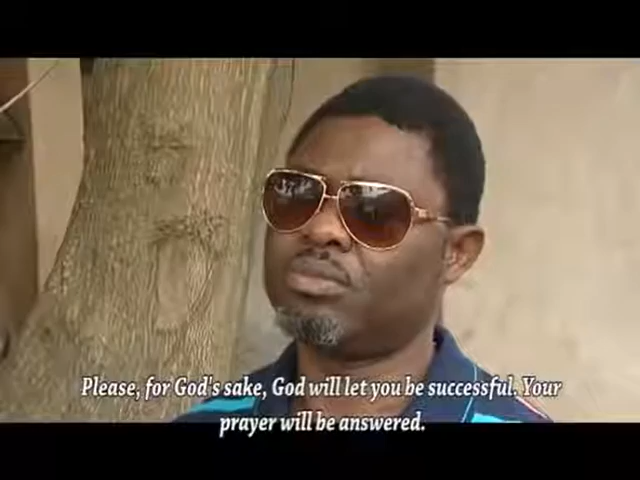 Please, for God's sake, God will let you be successful. Your
prayer will be answered.